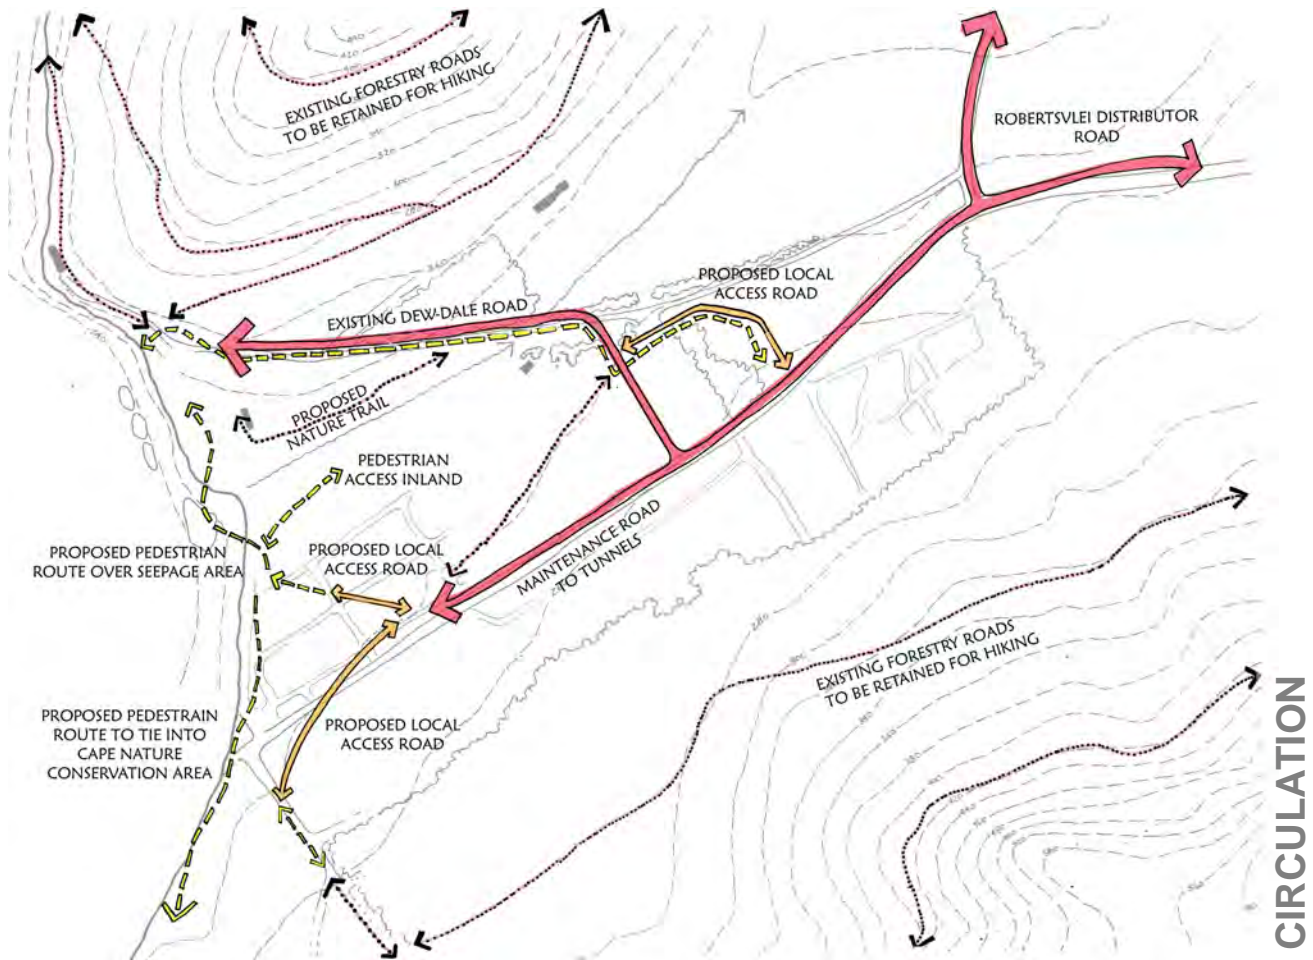 EXISTING FORESTRY ROADS
TO BE RETAINED FOR HIKING
ROBERTSVLEI DISTRIBUTOR
ROAD
PROPOSED LOCAL
ACCESS ROAD
EXISTING DEW-DALE ROAD
PROPOSED
NATURE TRAIL
PEDESTRIAN
ACCESS INLAND
PROPOSED PEDESTRIAN
ROUTE OVER SEEPAGE AREA
PROPOSED LOCAL
ACCESS ROAD
MAINTENANCE ROAD
TO TUNNELS
280
EXISTING FORESTRY ROADS
TO BE RETAINED FOR HIKING
PROPOSED PEDESTRAIN
ROUTE TO TIE INTO
CAPE NATURE
CONSERVATION AREA
PROPOSED LOCAL
ACCESS ROAD
CIRCULATION